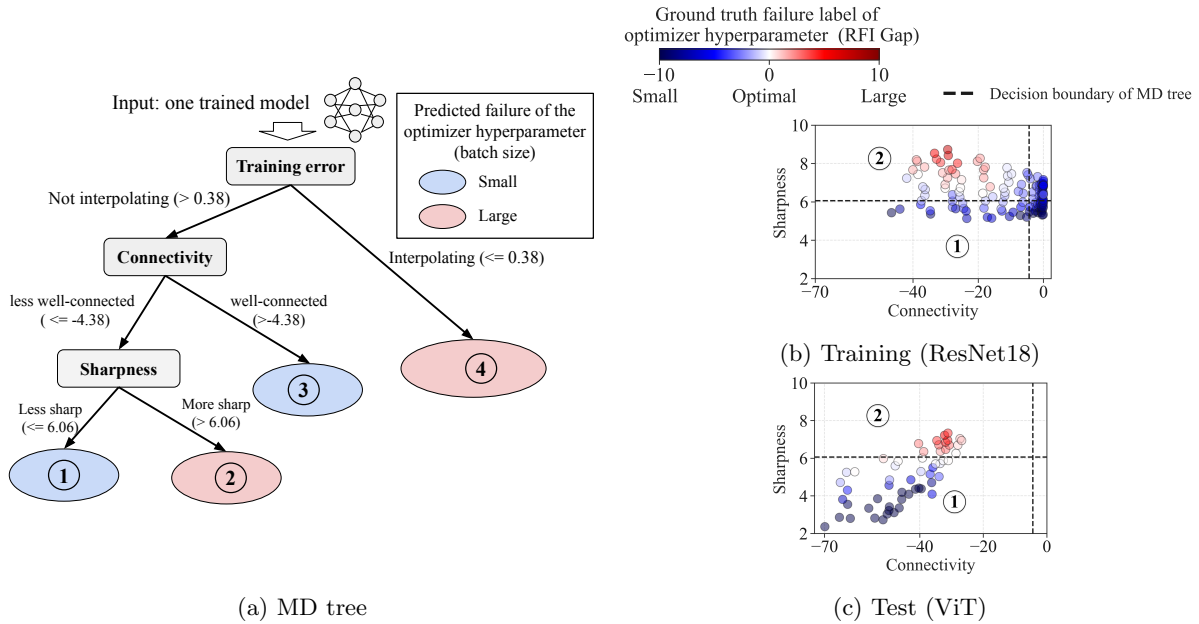 Input: one trained model
Predicted failure of the
optimizer hyperparameter
(batch size)
Small
Large
Training error
Not interpolating (> 0.38)
Interpolating (<= 0.38)
Connectivity
less well-connected
( <= -4.38)
well-connected
(>-4.38)
Sharpness
3
4
Less sharp
(<= 6.06)
More sharp
(> 6.06)
1
2
(a) MD tree
Ground truth failure label of
optimizer hyperparameter (RFI Gap)
−10 0 10
Small Optimal Large
Decision boundary of MD tree
10
8
6
4
2
Sharpness
2
1
−70 −40 −20 0
Connectivity
(b) Training (ResNet18)
10
8
6
4
2
Sharpness
2
1
−70 −40 −20 0
Connectivity
(c) Test (ViT)